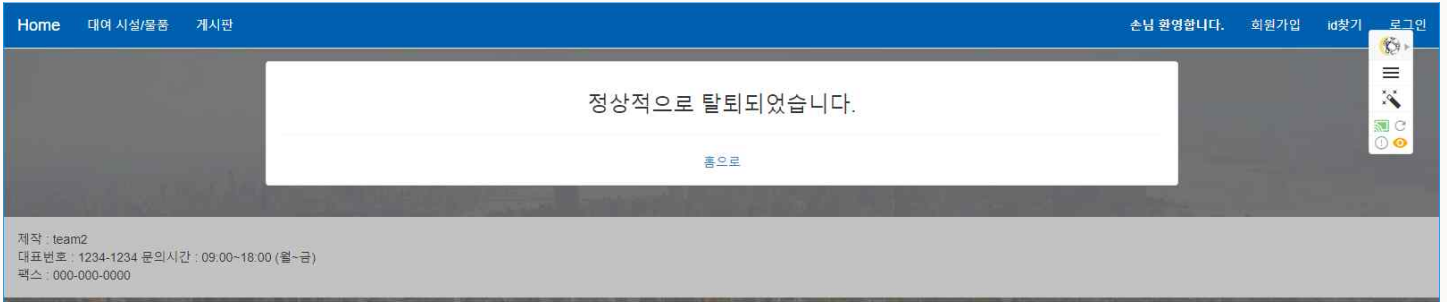 Home 대여 시설/물품 게시판 손님 환영합니다. 회원가입 id찾기 로그인
정상적으로 탈퇴되었습니다.
홈으로
제작 : team2
대표번호 : 1234-1234 문의시간 : 09:00~18:00 (월~금)
팩스 : 000-000-0000